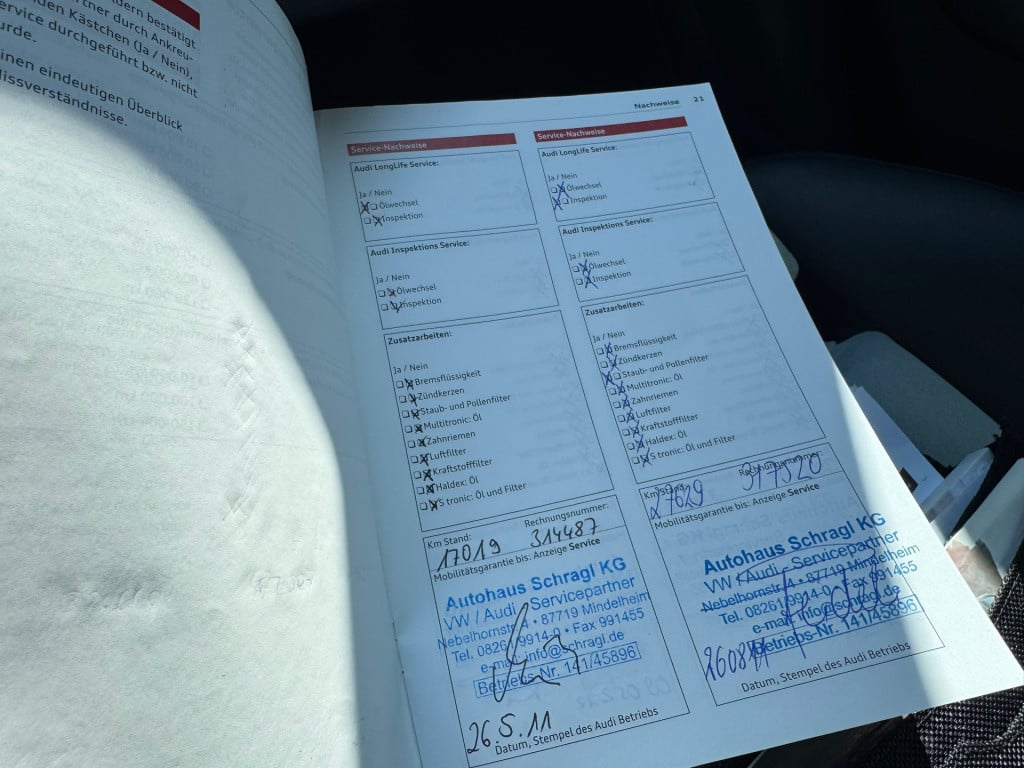 ldern bestätigt
rtner durch Ankreu-
nden Kästchen (Ja / Nein),
ervice durchgeführt bzw. nicht
urde.
inen eindeutigen Überblick
lissverständnisse.
Nachweise 21
Service-Nachweise
Audi LongLife Service:
Ja / Nein
Ölwechsel
Inspektion
Audi Inspektions Service:
Ja / Nein
Ölwechsel
Inspektion
Zusatzarbeiten:
Ja / Nein
Bremsflüssigkeit
Zündkerzen
Staub- und Pollenfilter
Multitronic: Öl
Zahnriemen
Luftfilter
Kraftstofffilter
Haldex: Öl
S tronic: Öl und Filter
Km Stand: Rechnungsnummer:
17019 314487
Mobilitätsgarantie bis: Anzeige Service
Autohaus Schragl KG
VW / Audi - Servicepartner
Nebelhornstr. 4 • 87719 Mindelheim
Tel. 08261/9914-0 • Fax 991455
e-mail: info@schragl.de
Betriebs-Nr. 141/45896
26.5.11
Datum, Stempel des Audi Betriebs
Service-Nachweise
Audi LongLife Service:
Ja / Nein
Ölwechsel
Inspektion
Audi Inspektions Service:
Ja / Nein
Ölwechsel
Inspektion
Zusatzarbeiten:
Ja / Nein
Bremsflüssigkeit
Zündkerzen
Staub- und Pollenfilter
Multitronic: Öl
Zahnriemen
Luftfilter
Kraftstofffilter
Haldex: Öl
S tronic: Öl und Filter
Km Stand: Rechnungsnummer:
27629 317520
Mobilitätsgarantie bis: Anzeige Service
Autohaus Schragl KG
VW / Audi - Servicepartner
Nebelhornstr. 4 • 87719 Mindelheim
Tel. 08261/9914-0 • Fax 991455
e-mail: info@schragl.de
Betriebs-Nr. 141/45896
Datum, Stempel des Audi Betriebs